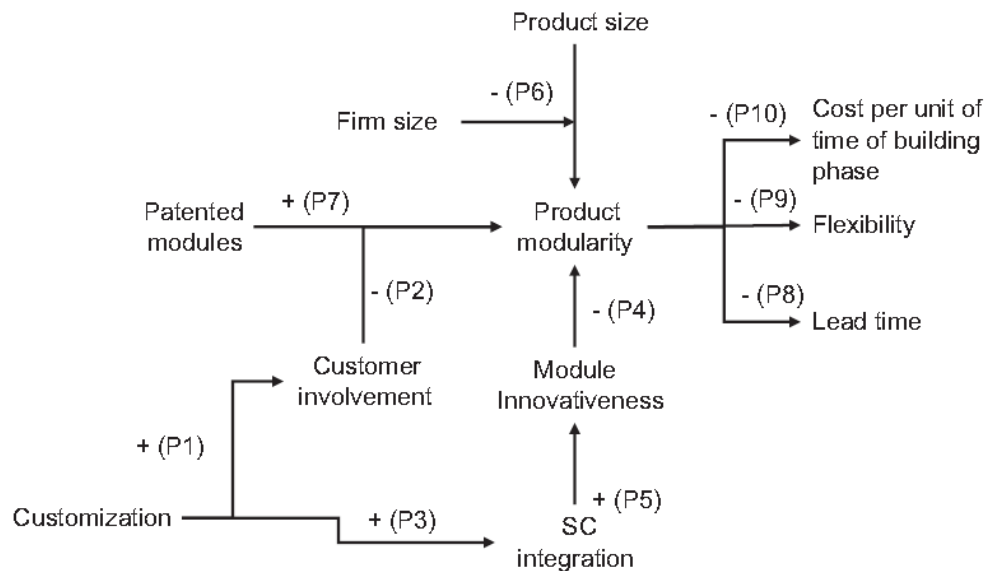 Product size
- (P6)
Firm size
- (P10)
Cost per unit of
time of building
phase
Patented
modules
+ (P7)
Product
modularity
- (P9)
Flexibility
- (P2)
- (P4)
- (P8)
Lead time
Customer
involvement
Module
Innovativeness
+ (P1)
Customization
+ (P3)
+ (P5)
SC
integration